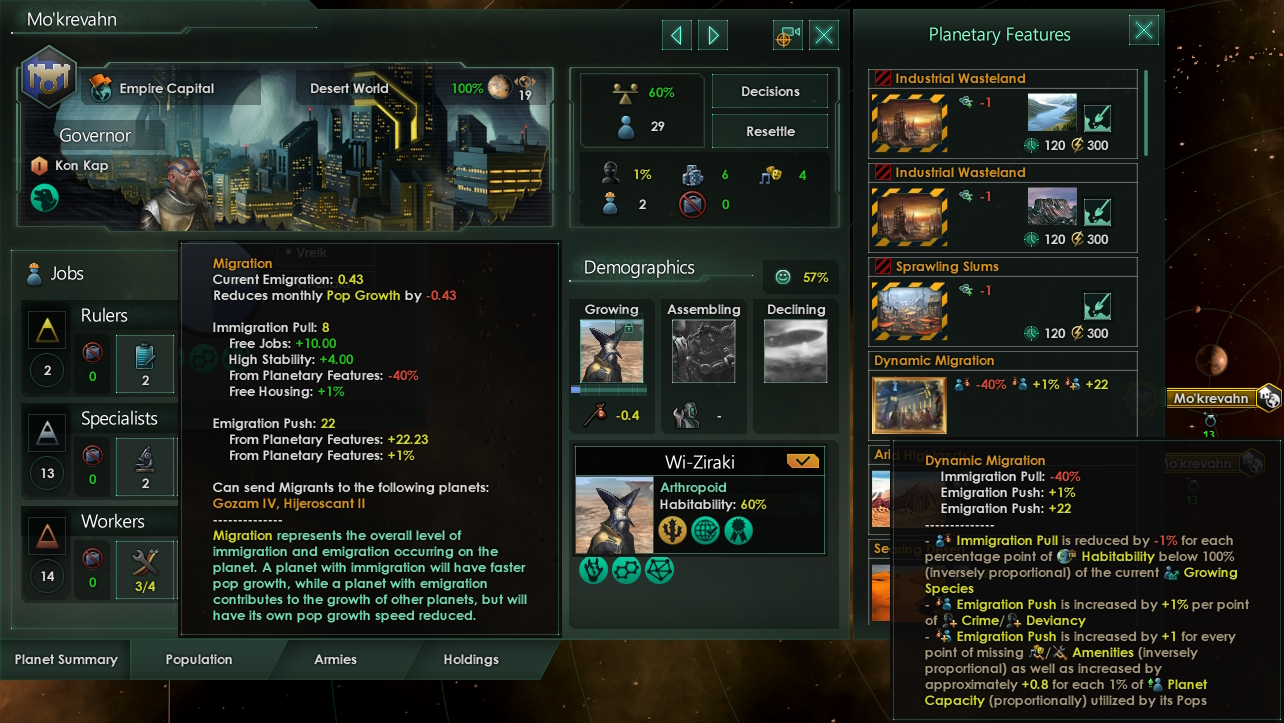 Mo'krevahn
Empire Capital
Desert World
100%
19
Governor
Kon Kap
60%
29
Decisions
Resettle
1%
6
4
2
0
Planetary Features
Industrial Wasteland
-1
120
300
Industrial Wasteland
-1
120
300
Sprawling Slums
-1
120
300
Dynamic Migration
-40%
+1%
+22
Jobs
Rulers
2
0
2
Specialists
13
0
2
Workers
14
0
3/4
Vreik
Migration
Current Emigration: 0.43
Reduces monthly Pop Growth by -0.43
Immigration Pull: 8
Free Jobs: +10.00
High Stability: +4.00
From Planetary Features: -40%
Free Housing: +1%
Emigration Push: 22
From Planetary Features: +22.23
From Planetary Features: +1%
Can send Migrants to the following planets:
Gozam IV, Hijeroscant II
--------------
Migration represents the overall level of
immigration and emigration occurring on the
planet. A planet with immigration will have faster
pop growth, while a planet with emigration
contributes to the growth of other planets, but will
have its own pop growth speed reduced.
Demographics
57%
Growing
Assembling
Declining
-0.4
-
Wi-Ziraki
Arthropoid
Habitability: 60%
Dynamic Migration
Immigration Pull: -40%
Emigration Push: +1%
Emigration Push: +22
--------------
- Immigration Pull is reduced by -1% for each
percentage point of Habitability below 100%
(inversely proportional) of the current Growing
Species
- Emigration Push is increased by +1% per point
of Crime/ Deviancy
- Emigration Push is increased by +1 for every
point of missing / Amenities (inversely
proportional) as well as increased by
approximately +0.8 for each 1% of Planet
Capacity (proportionally) utilized by its Pops
Mo'krevahn
13
Mo'krevahn
13
Planet Summary
Population
Armies
Holdings